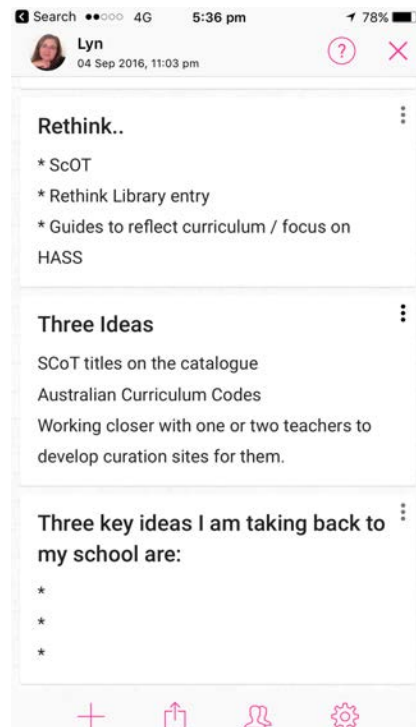 Search 4G 5:36 pm 78%
Lyn
04 Sep 2016, 11:03 pm
?
Rethink..
* ScOT
* Rethink Library entry
* Guides to reflect curriculum / focus on
HASS
Three Ideas
SCoT titles on the catalogue
Australian Curriculum Codes
Working closer with one or two teachers to
develop curation sites for them.
Three key ideas I am taking back to
my school are:
*
*
*